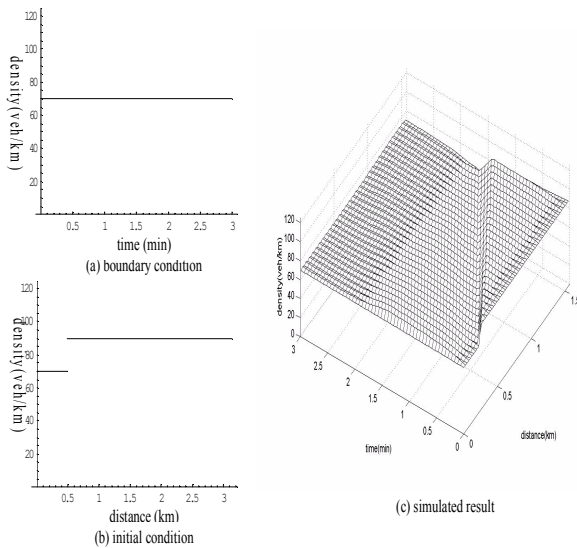 density(veh/km)
120
100
80
60
40
20
0.5 1 1.5 2 2.5 3
time (min)
(a) boundary condition
density(veh/km)
120
100
80
60
40
20
0.5 1 1.5 2 2.5 3
distance (km)
(b) initial condition
density(veh/km)
120
100
80
60
40
20
0
3
2.5
2
1.5
1
0.5
0
time(min)
0
0.5
1
1.5
distance(km)
(c) simulated result